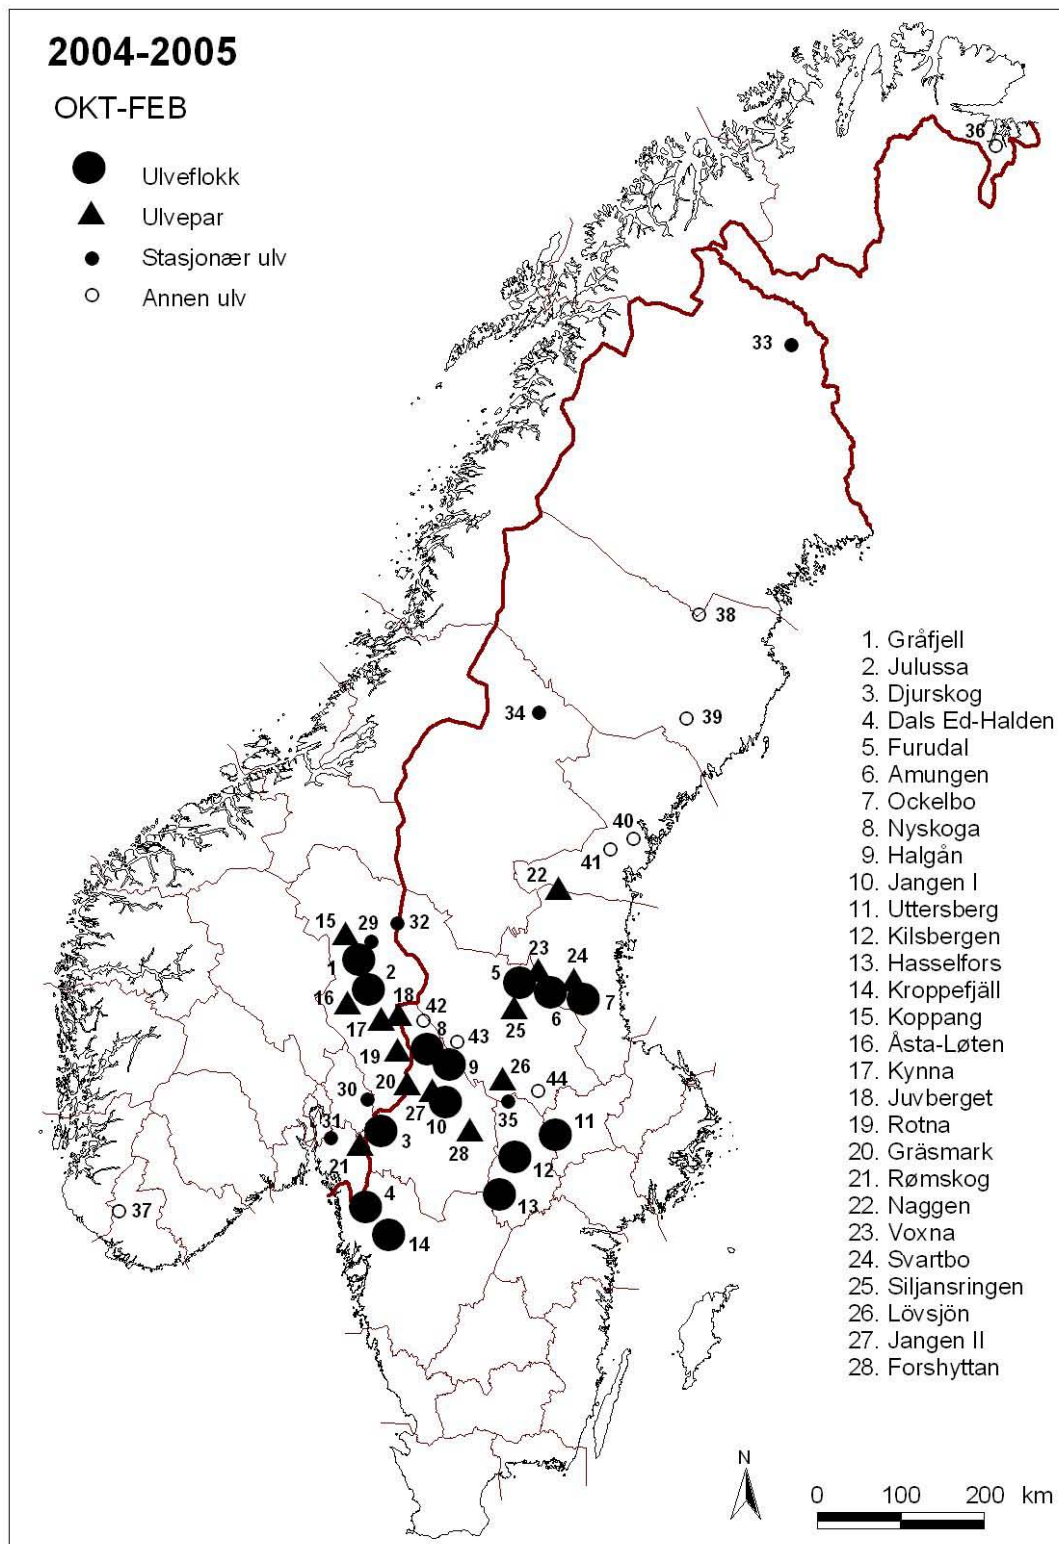 2004-2005
OKT-FEB
Ulveflokk
Ulvepar
Stasjonær ulv
Annen ulv
36
33
38
34
39
40
41
22
15
29
32
1
2
5
23
24
16
18
42
6
7
17
8
25
43
19
9
20
26
44
30
27
10
35
31
3
28
11
21
12
4
13
37
14
1. Gråfjell
2. Julussa
3. Djurskog
4. Dals Ed-Halden
5. Furudal
6. Amungen
7. Ockelbo
8. Nyskoga
9. Halgån
10. Jangen I
11. Uttersberg
12. Kilsbergen
13. Hasselfors
14. Kroppefjäll
15. Koppang
16. Åsta-Løten
17. Kynna
18. Juvberget
19. Rotna
20. Gräsmark
21. Rømskog
22. Naggen
23. Voxna
24. Svartbo
25. Siljansringen
26. Lövsjön
27. Jangen II
28. Forshyttan
N
0 100 200 km